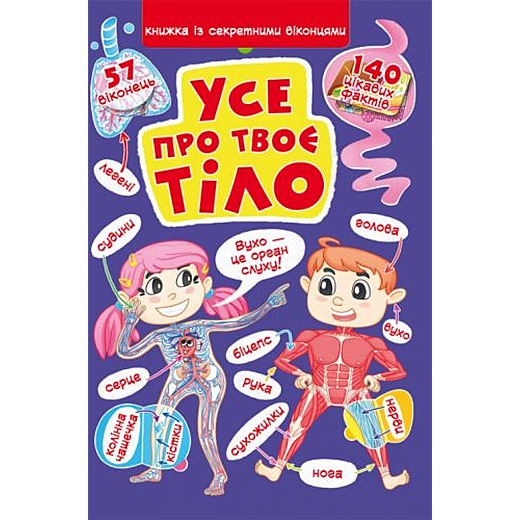 книжка із секретними віконцями
57
віконець
140
цікавих
фактів
УСЕ
ПРО ТВОЄ
ТІЛО
легені
судини
голова
Вухо —
це орган
слуху!
вухо
біцепс
серце
рука
колінна
чашечка
кістки
сухожилки
нерви
нога